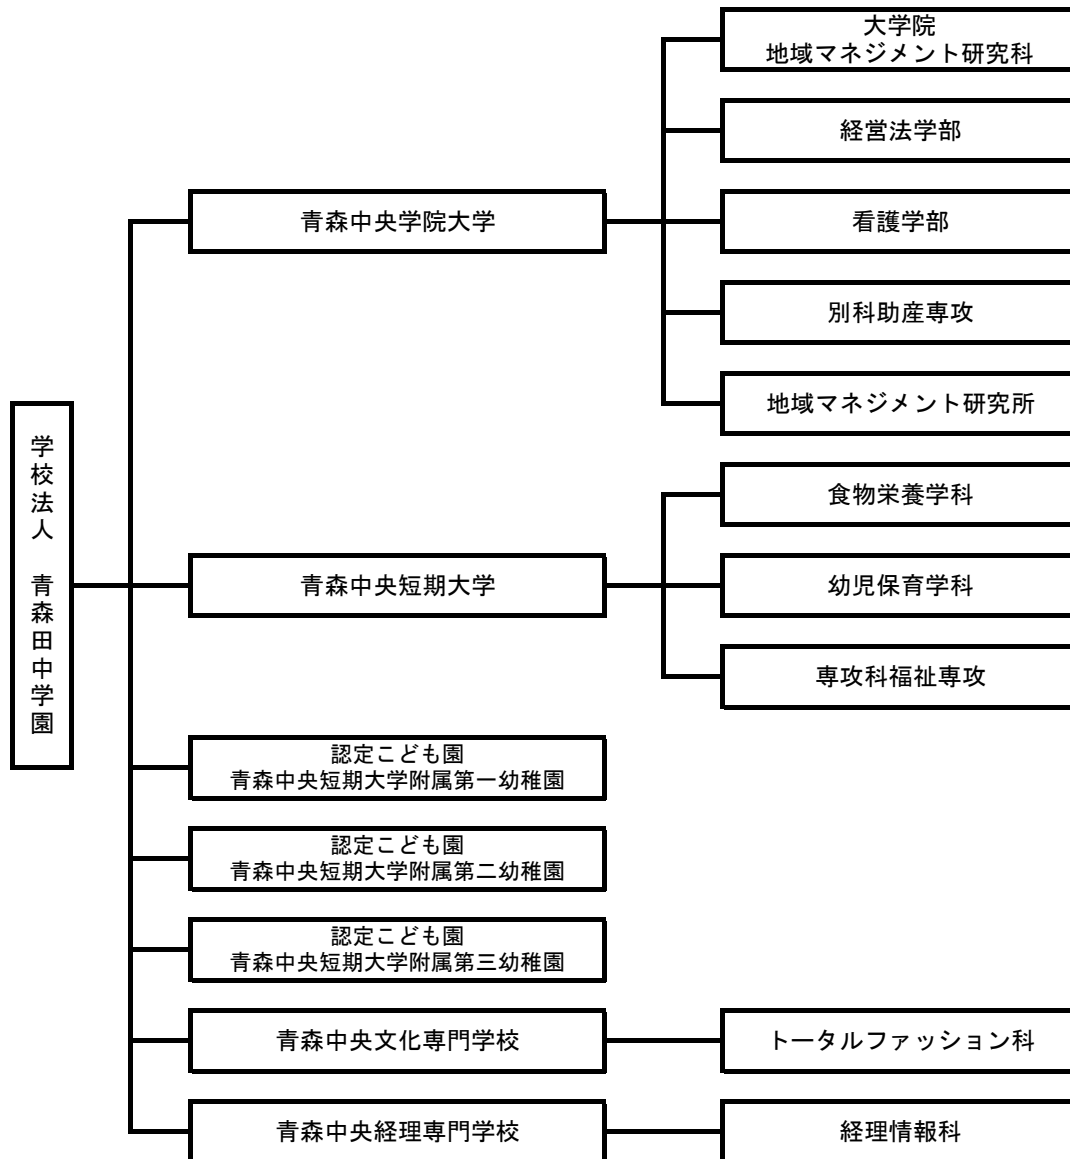 学校法人　青森田中学園
青森中央学院大学
大学院
地域マネジメント研究科
経営法学部
看護学部
別科助産専攻
地域マネジメント研究所
青森中央短期大学
食物栄養学科
幼児保育学科
専攻科福祉専攻
認定こども園
青森中央短期大学附属第一幼稚園
認定こども園
青森中央短期大学附属第二幼稚園
認定こども園
青森中央短期大学附属第三幼稚園
青森中央文化専門学校
トータルファッション科
青森中央経理専門学校
経理情報科